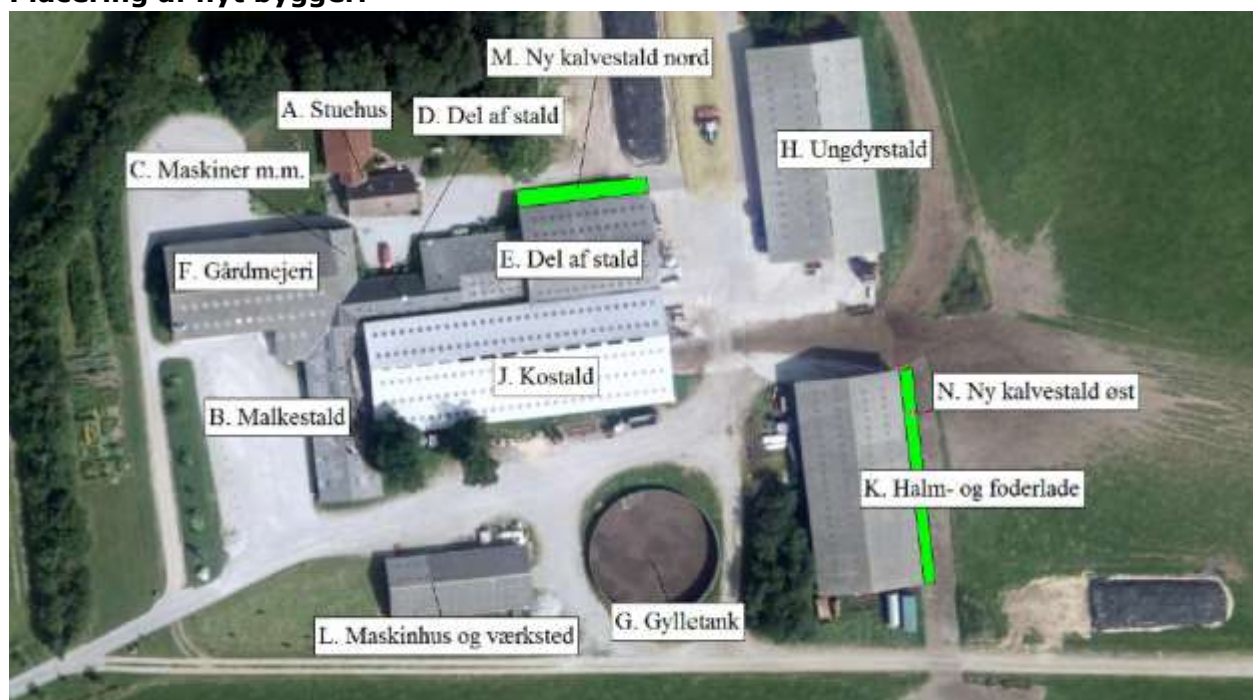 Placering af nyt byggeri
M. Ny kalvestald nord
A. Stuehus
D. Del af stald
C. Maskiner m.m.
H. Ungdyrstald
F. Gårdmejeri
E. Del af stald
J. Kostald
N. Ny kalvestald øst
B. Malkestald
K. Halm- og foderlade
G. Gylletank
L. Maskinhus og værksted